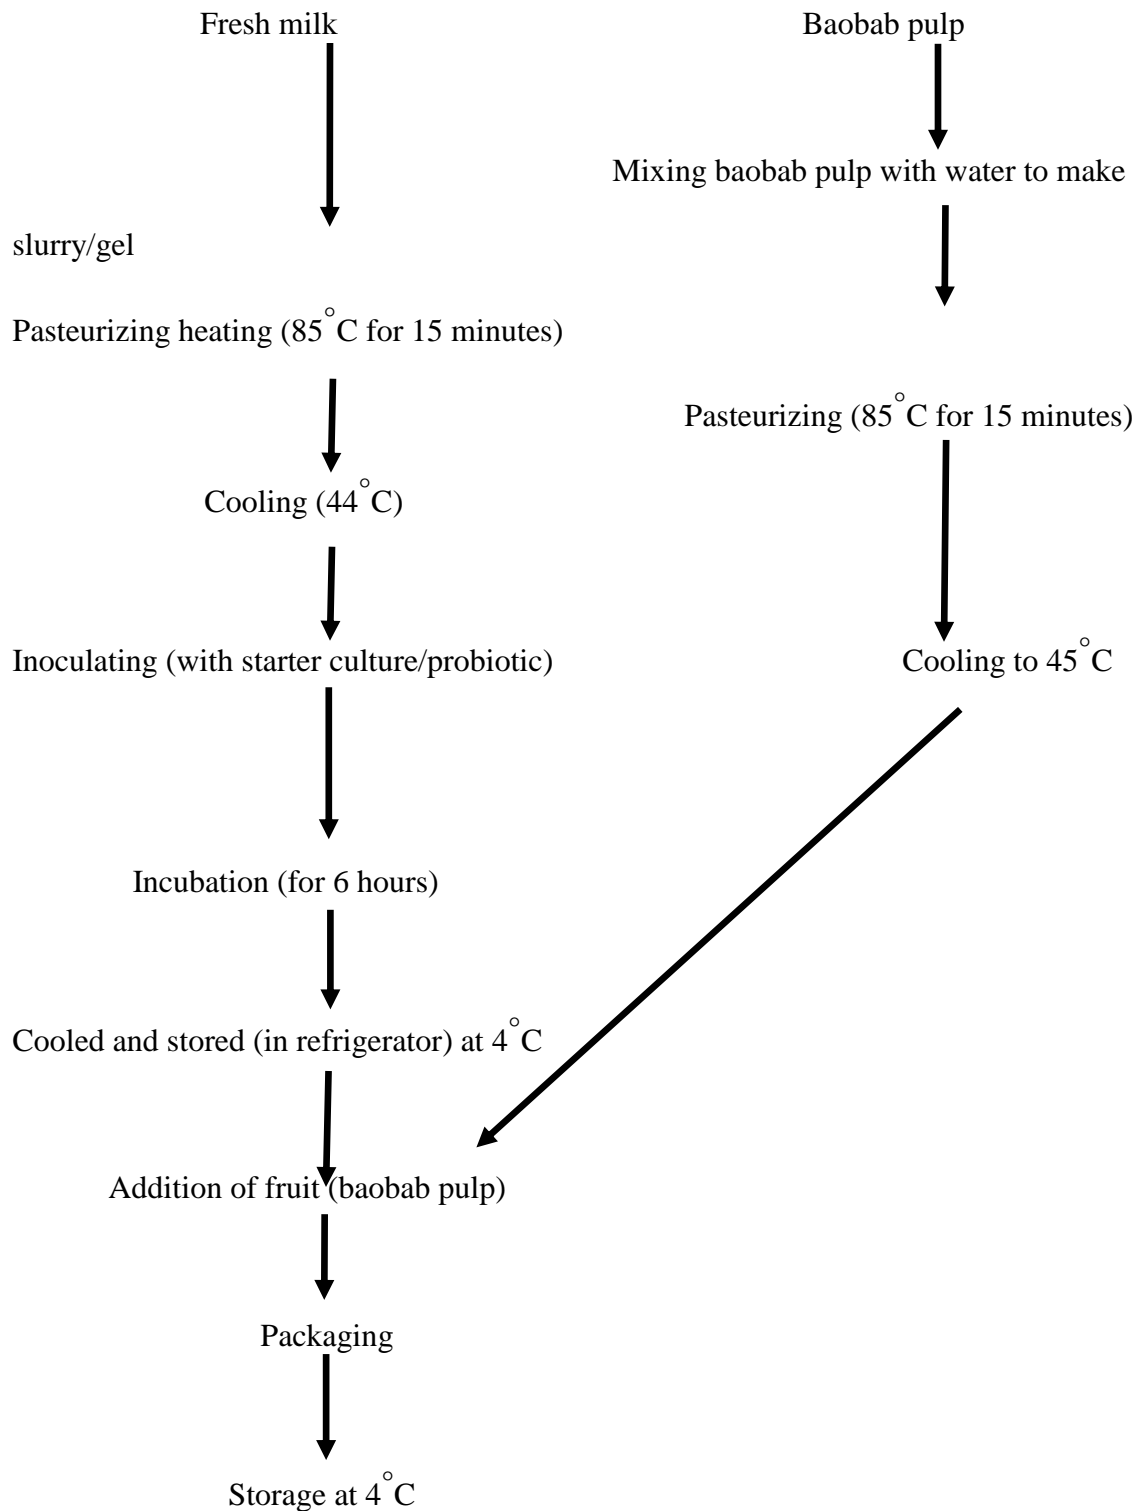 Fresh milk
Baobab pulp
Mixing baobab pulp with water to make
slurry/gel
Pasteurizing heating (85°C for 15 minutes)
Pasteurizing (85°C for 15 minutes)
Cooling (44°C)
Inoculating (with starter culture/probiotic)
Cooling to 45°C
Incubation (for 6 hours)
Cooled and stored (in refrigerator) at 4°C
Addition of fruit (baobab pulp)
Packaging
Storage at 4°C